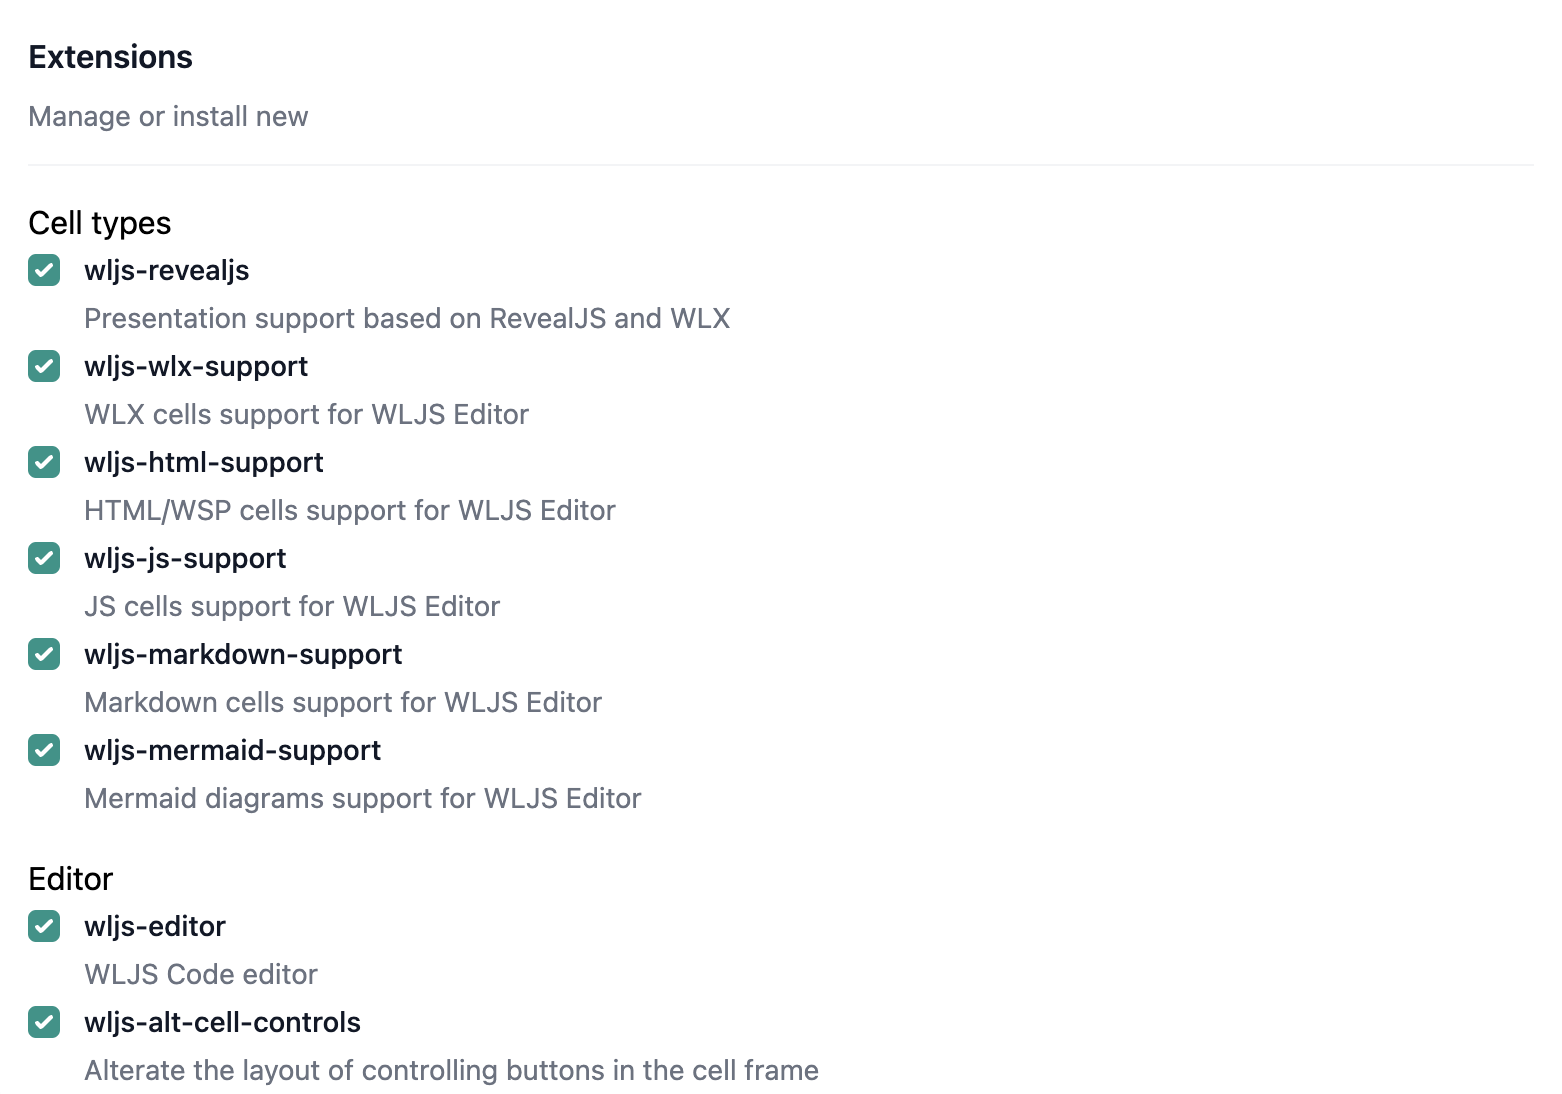 Extensions
Manage or install new
Cell types
wljs-revealjs
Presentation support based on RevealJS and WLX
wljs-wlx-support
WLX cells support for WLJS Editor
wljs-html-support
HTML/WSP cells support for WLJS Editor
wljs-js-support
JS cells support for WLJS Editor
wljs-markdown-support
Markdown cells support for WLJS Editor
wljs-mermaid-support
Mermaid diagrams support for WLJS Editor
Editor
wljs-editor
WLJS Code editor
wljs-alt-cell-controls
Alterate the layout of controlling buttons in the cell frame